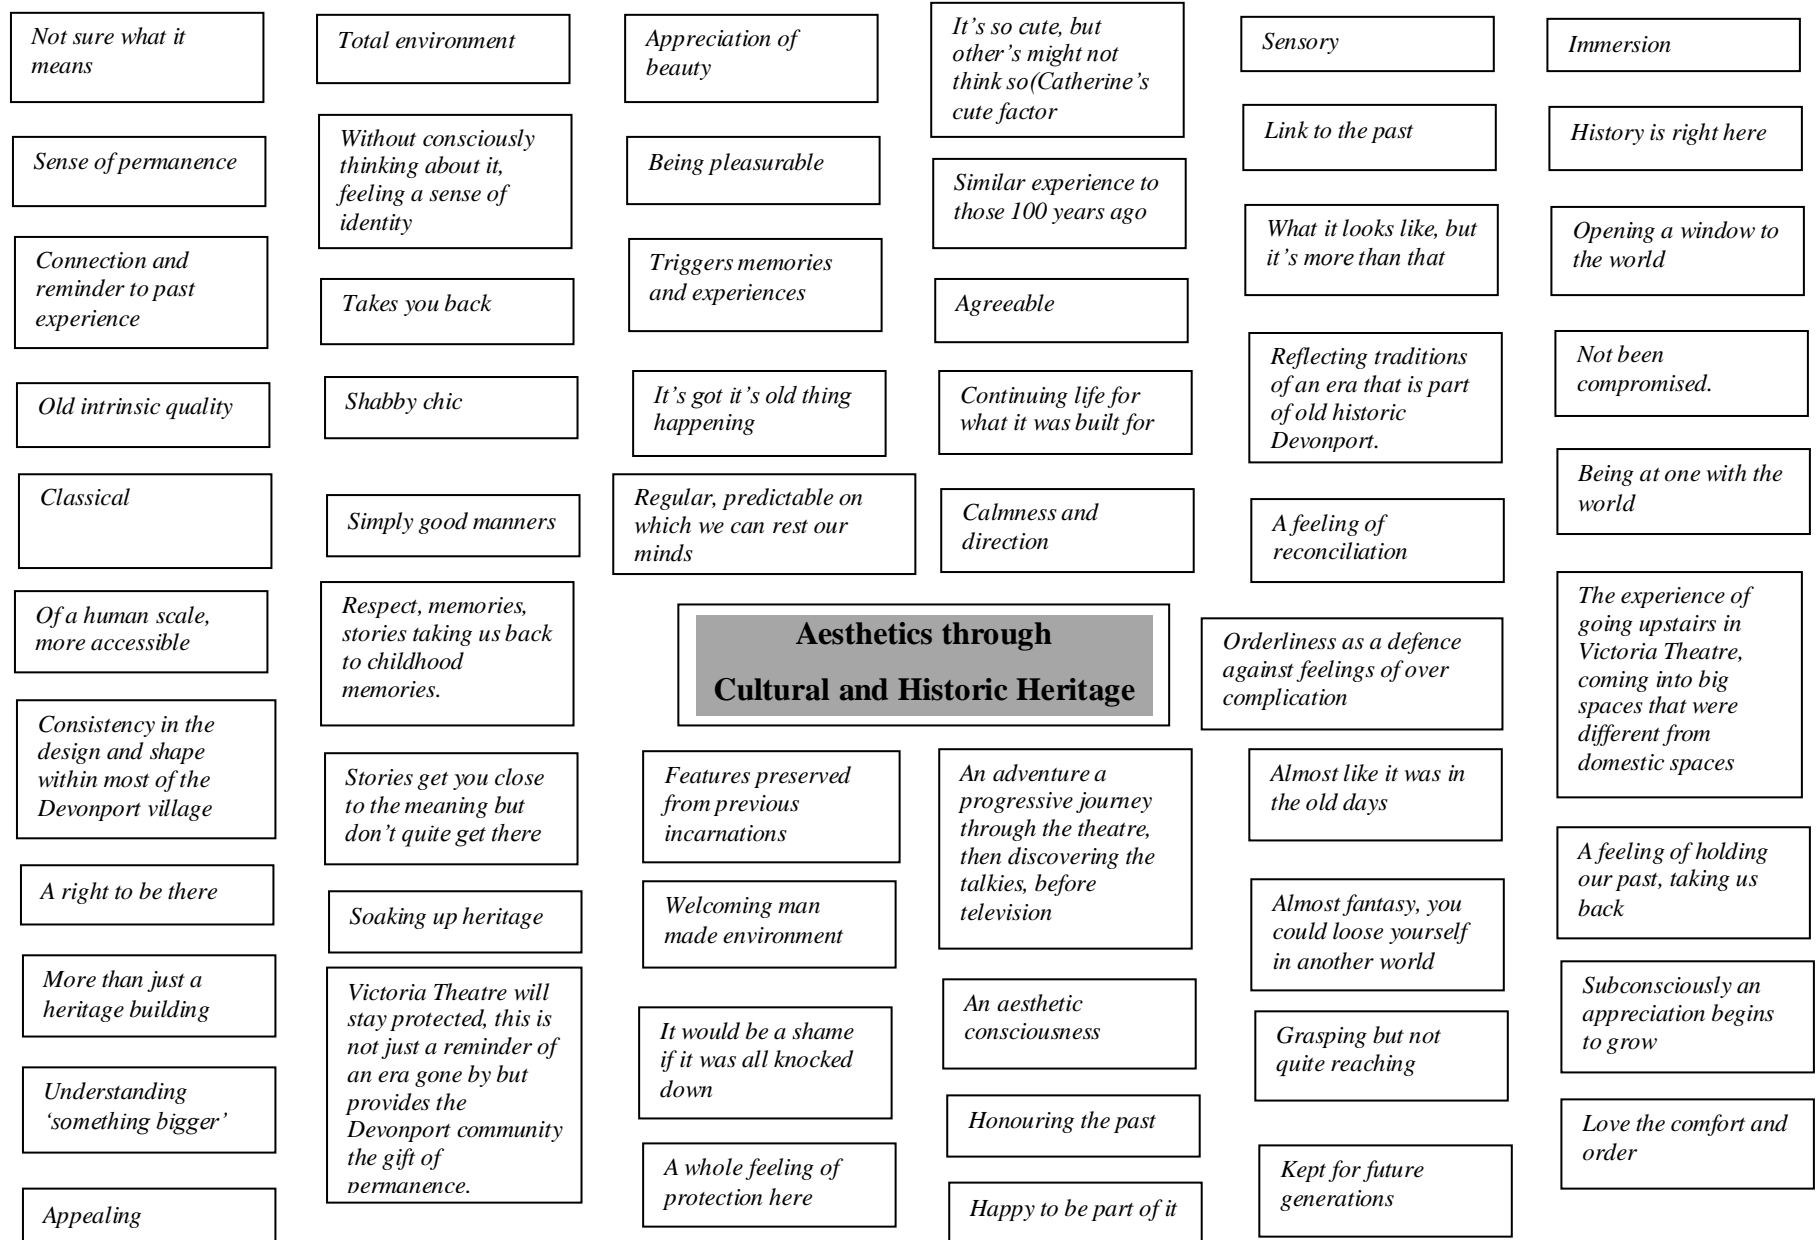 Not sure what it
means
Sense of permanence
Connection and
reminder to past
experience
Old intrinsic quality
Classical
Of a human scale,
more accessible
Consistency in the
design and shape
within most of the
Devonport village
A right to be there
More than just a
heritage building
Understanding
‘something bigger’
Appealing
Total environment
Without consciously
thinking about it,
feeling a sense of
identity
Takes you back
Shabby chic
Simply good manners
Respect, memories,
stories taking us back
to childhood
memories.
Stories get you close
to the meaning but
don’t quite get there
Soaking up heritage
Victoria Theatre will
stay protected, this is
not just a reminder of
an era gone by but
provides the
Devonport community
the gift of
permanence.
Appreciation of
beauty
Being pleasurable
Triggers memories
and experiences
It’s got it’s old thing
happening
Regular, predictable on
which we can rest our
minds
Aesthetics through
Cultural and Historic Heritage
Features preserved
from previous
incarnations
Welcoming man
made environment
It would be a shame
if it was all knocked
down
A whole feeling of
protection here
It’s so cute, but
other’s might not
think so(Catherine’s
cute factor
Similar experience to
those 100 years ago
Agreeable
Continuing life for
what it was built for
Calmness and
direction
An adventure a
progressive journey
through the theatre,
then discovering the
talkies, before
television
An aesthetic
consciousness
Honouring the past
Happy to be part of it
Sensory
Link to the past
What it looks like, but
it’s more than that
Reflecting traditions
of an era that is part
of old historic
Devonport.
A feeling of
reconciliation
Orderliness as a defence
against feelings of over
complication
Almost like it was in
the old days
Almost fantasy, you
could loose yourself
in another world
Grasping but not
quite reaching
Kept for future
generations
Immersion
History is right here
Opening a window to
the world
Not been
compromised.
Being at one with the
world
The experience of
going upstairs in
Victoria Theatre,
coming into big
spaces that were
different from
domestic spaces
A feeling of holding
our past, taking us
back
Subconsciously an
appreciation begins
to grow
Love the comfort and
order